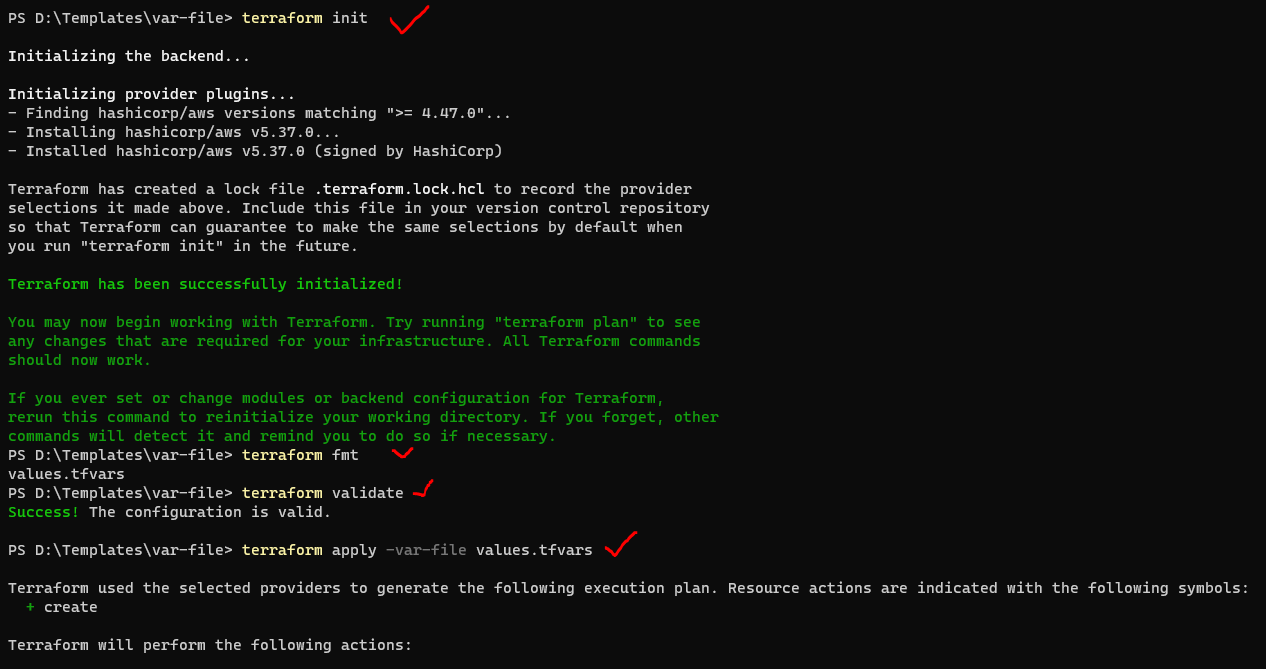 PS D:\Templates\var-file> terraform init
Initializing the backend...
Initializing provider plugins...
- Finding hashicorp/aws versions matching ">= 4.47.0"...
- Installing hashicorp/aws v5.37.0...
- Installed hashicorp/aws v5.37.0 (signed by HashiCorp)
Terraform has created a lock file .terraform.lock.hcl to record the provider
selections it made above. Include this file in your version control repository
so that Terraform can guarantee to make the same selections by default when
you run "terraform init" in the future.
Terraform has been successfully initialized!
You may now begin working with Terraform. Try running "terraform plan" to see
any changes that are required for your infrastructure. All Terraform commands
should now work.
If you ever set or change modules or backend configuration for Terraform,
rerun this command to reinitialize your working directory. If you forget, other
commands will detect it and remind you to do so if necessary.
PS D:\Templates\var-file> terraform fmt
values.tfvars
PS D:\Templates\var-file> terraform validate
Success! The configuration is valid.
PS D:\Templates\var-file> terraform apply -var-file values.tfvars
Terraform used the selected providers to generate the following execution plan. Resource actions are indicated with the following symbols:
+ create
Terraform will perform the following actions: